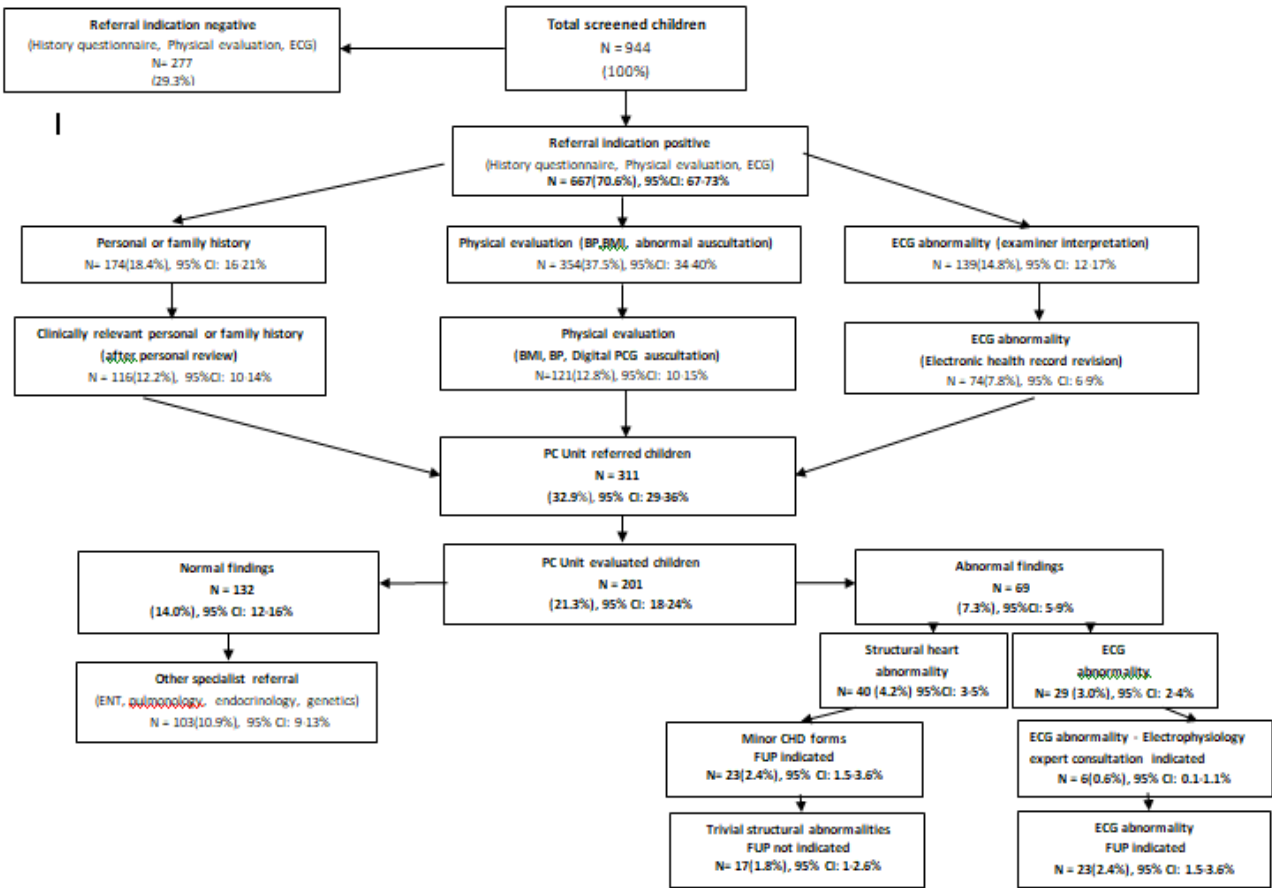 Referral indication negative
(History questionnaire, Physical evaluation, ECG)
N= 277
(29.3%)
Total screened children
N = 944
(100%)
Referral indication positive
(History questionnaire, Physical evaluation, ECG)
N = 667(70.6%), 95%CI: 67-73%
Personal or family history
N= 174(18.4%), 95% CI: 16-21%
Physical evaluation (BP,BMI, abnormal auscultation)
N = 354(37.5%), 95%CI: 34-40%
ECG abnormality (examiner interpretation)
N = 139(14.8%), 95% CI: 12-17%
Clinically relevant personal or family history
(after personal review)
N = 116(12.2%), 95%CI: 10-14%
Physical evaluation
(BMI, BP, Digital PCG auscultation)
N=121(12.8%), 95%CI: 10-15%
ECG abnormality
(Electronic health record revision)
N = 74(7.8%), 95% CI: 6-9%
PC Unit referred children
N = 311
(32.9%), 95% CI: 29-36%
Normal findings
N = 132
(14.0%), 95% CI: 12-16%
PC Unit evaluated children
N = 201
(21.3%), 95% CI: 18-24%
Abnormal findings
N = 69
(7.3%), 95%CI: 5-9%
Other specialist referral
(ENT, pulmonology, endocrinology, genetics)
N = 103(10.9%), 95% CI: 9-13%
Structural heart
abnormality
N= 40 (4.2%) 95%CI: 3-5%
ECG
abnormality
N= 29 (3.0%), 95% CI: 2-4%
Minor CHD forms
FUP indicated
N= 23(2.4%), 95% CI: 1.5-3.6%
ECG abnormality - Electrophysiology
expert consultation indicated
N = 6(0.6%), 95% CI: 0.1-1.1%
Trivial structural abnormalities
FUP not indicated
N= 17(1.8%), 95% CI: 1-2.6%
ECG abnormality
FUP indicated
N = 23(2.4%), 95% CI: 1.5-3.6%